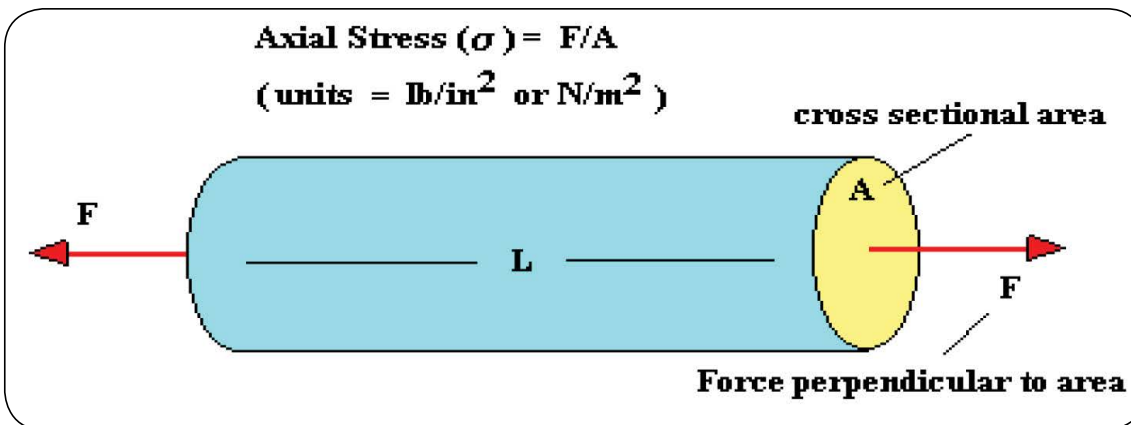 Axial Stress (σ) = F/A
( units = lb/in² or N/m² )
cross sectional area
A
F
L
F
Force perpendicular to area